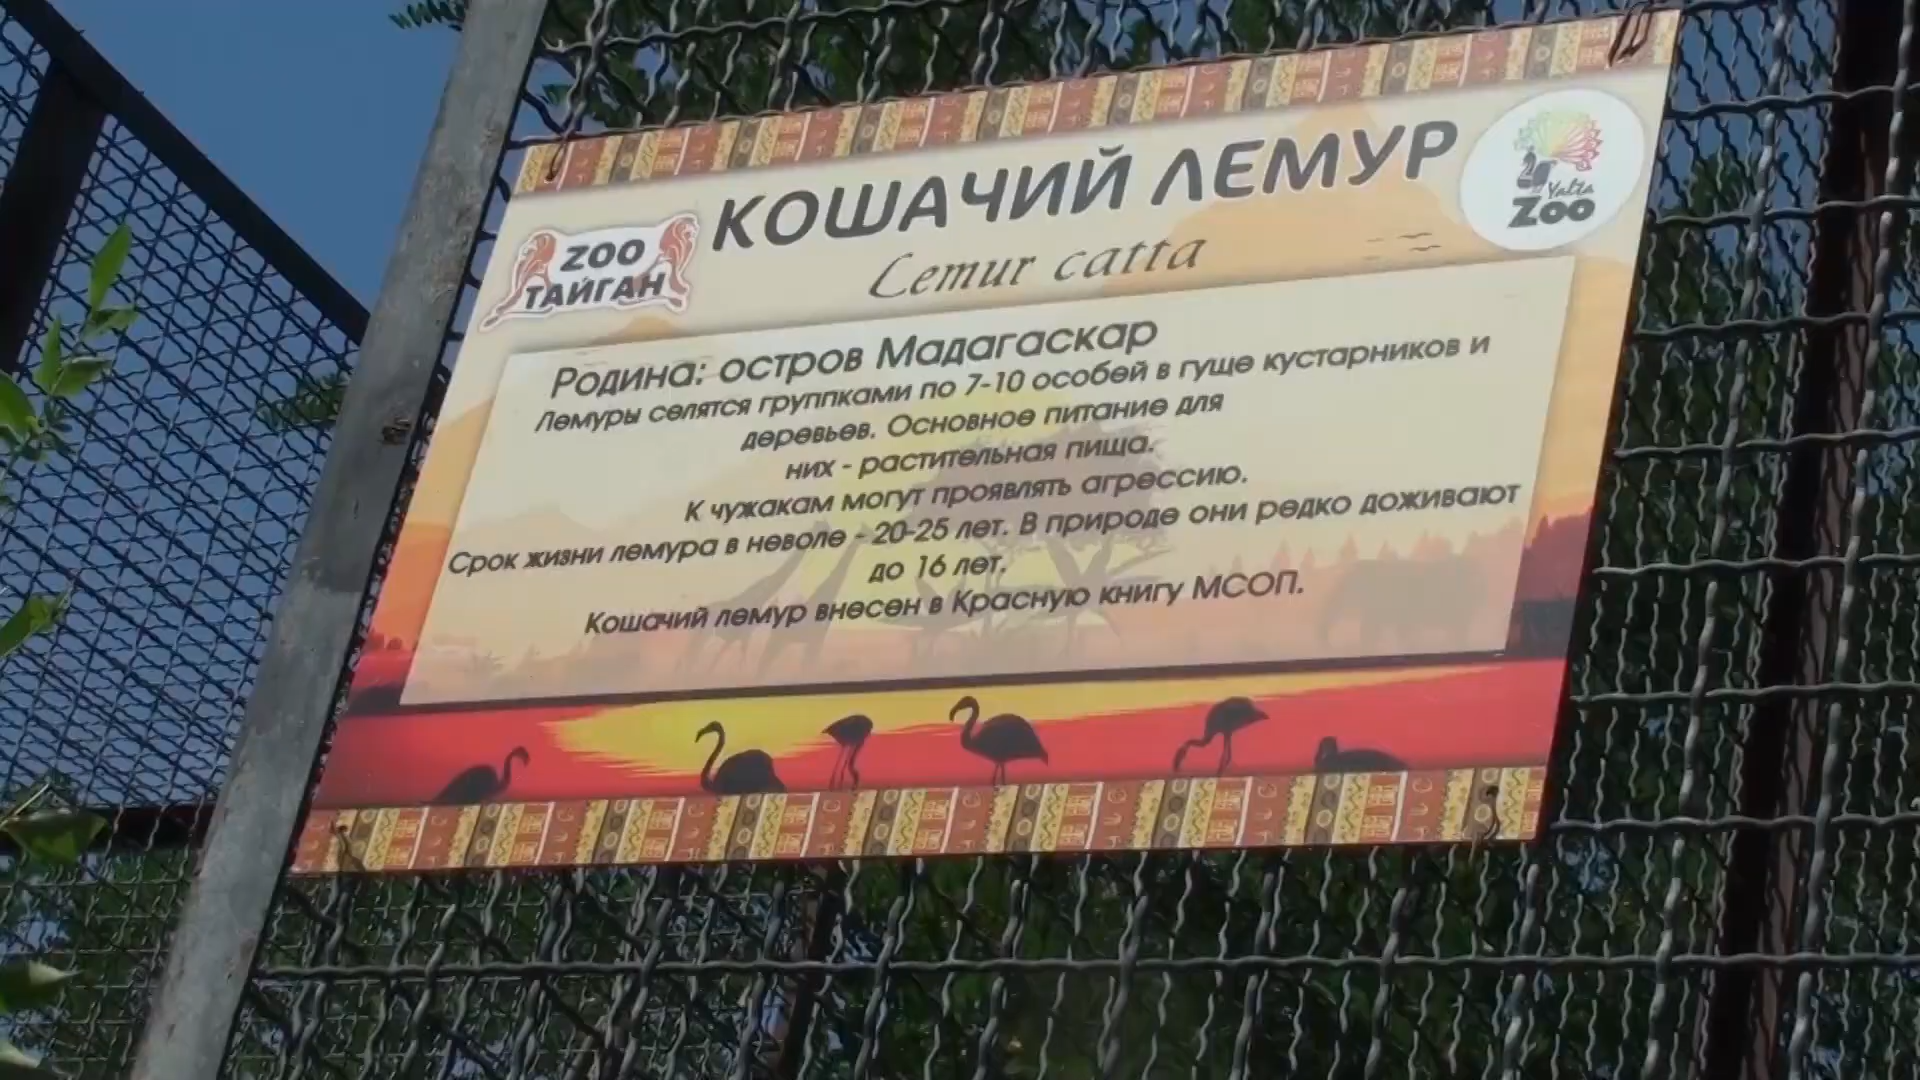 КОШАЧИЙ ЛЕМУР
Yalta
ZOO
ZOO
ТАЙГАН
Lemur catta
Родина: остров Мадагаскар
Лемуры селятся группками по 7-10 особей в гуще кустарников и
деревьев. Основное питание для
них - растительная пища.
К чужакам могут проявлять агрессию.
Срок жизни лемура в неволе - 20-25 лет. В природе они редко доживают
до 16 лет.
Кошачий лемур внесен в Красную книгу МСОП.